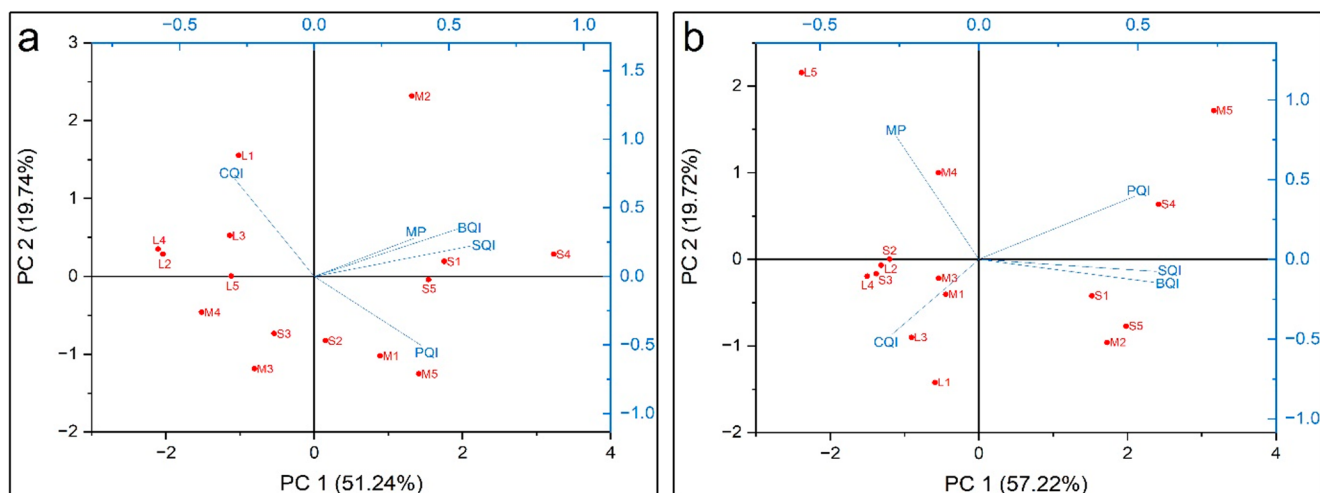 a
−0.5 0.0 0.5 1.0
3
2
1
0
−1
−2
PC 2 (19.74%)
1.5
1.0
0.5
0.0
−0.5
−1.0
M2
L1
CQI
L3
L4
L2
L5
MP
BQI
SQI
S1
S4
S5
M4
S3
S2
M3
M1
PQI
M5
−2 0 2 4
PC 1 (51.24%)
b
−0.5 0.0 0.5
2
1
0
−1
−2
PC 2 (19.72%)
1.0
0.5
0.0
−0.5
−1.0
L5
M5
MP
M4
PQI
S4
S2
L2
L4
S3
M3
M1
SQI
BQI
S1
CQI
L3
S5
M2
L1
−2 0 2 4
PC 1 (57.22%)